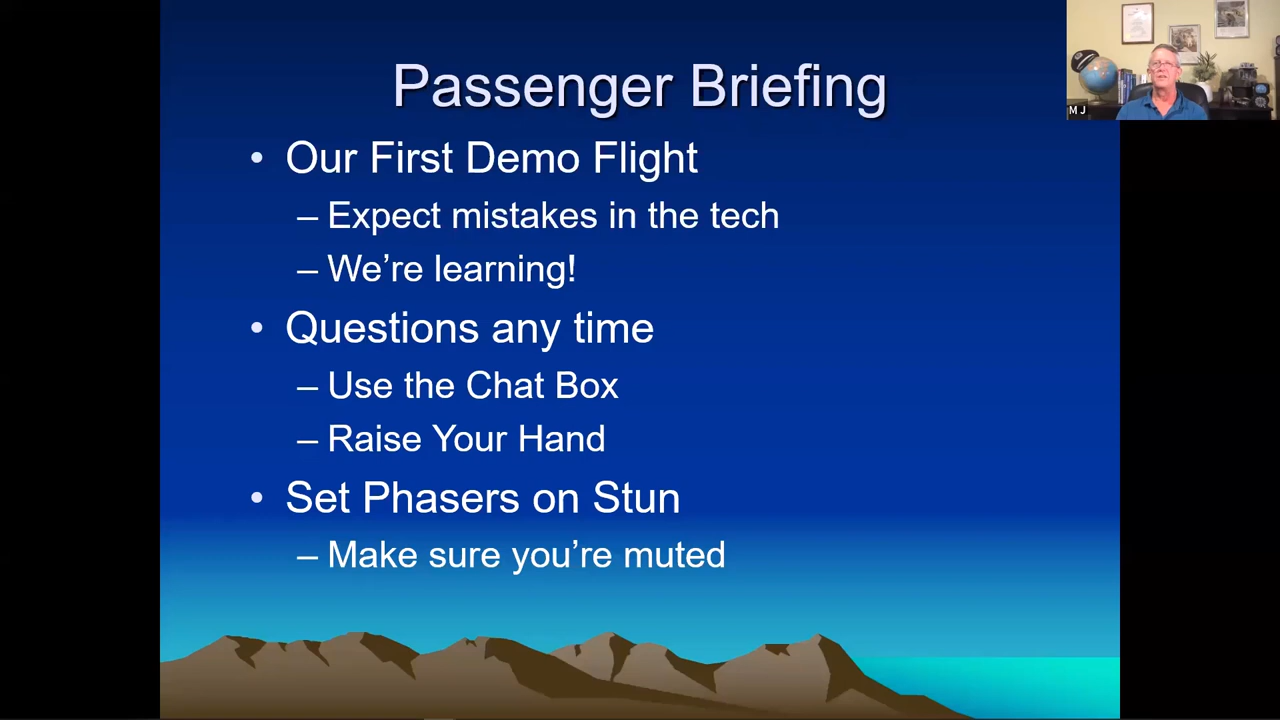 Passenger Briefing
• Our First Demo Flight
– Expect mistakes in the tech
– We’re learning!
• Questions any time
– Use the Chat Box
– Raise Your Hand
• Set Phasers on Stun
– Make sure you’re muted
M J